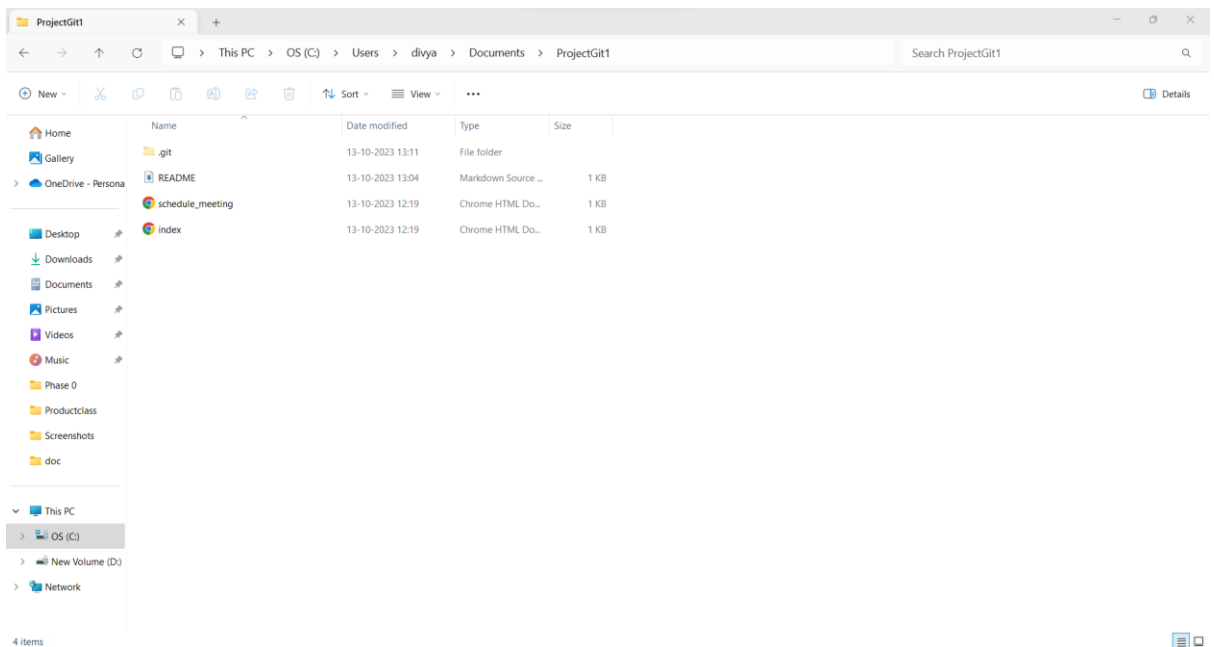 ProjectGit1
This PC > OS (C:) > Users > divya > Documents > ProjectGit1
Search ProjectGit1
New
Sort
View
Details
Home
Gallery
OneDrive - Persona
Desktop
Downloads
Documents
Pictures
Videos
Music
Phase 0
Productclass
Screenshots
doc
This PC
OS (C:)
New Volume (D:)
Network
Name Date modified Type Size
.git 13-10-2023 13:11 File folder
README 13-10-2023 13:04 Markdown Source ... 1 KB
schedule_meeting 13-10-2023 12:19 Chrome HTML Do... 1 KB
index 13-10-2023 12:19 Chrome HTML Do... 1 KB
4 items